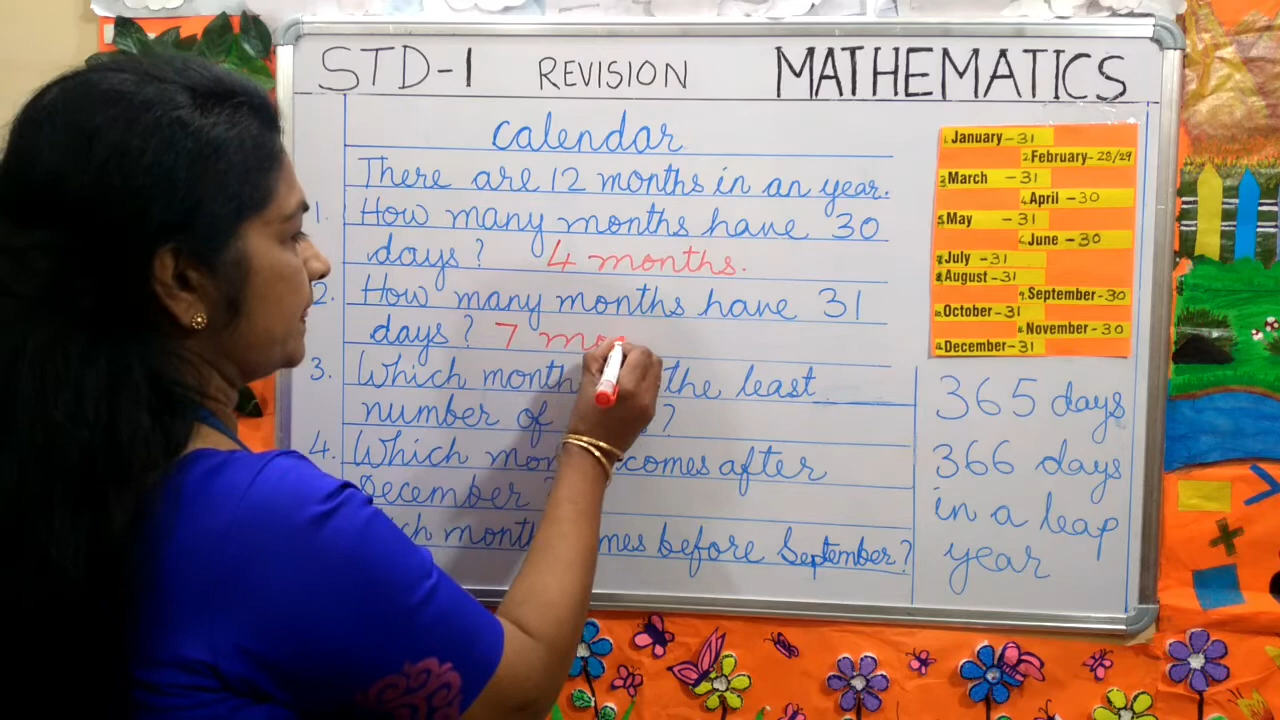 STD-1 REVISION MATHEMATICS
calendar
There are 12 months in an year.
1. How many months have 30
days? 4 months.
2. How many months have 31
days? 7 mo
3. Which month the least
number of ?
4. Which mon comes after
December ?
month mes before September?
1. January - 31
2. February - 28/29
3. March - 31
4. April - 30
5. May - 31
6. June - 30
7. July - 31
8. August - 31
9. September - 30
10. October - 31
11. November - 30
12. December - 31
365 days
366 days
in a leap
year